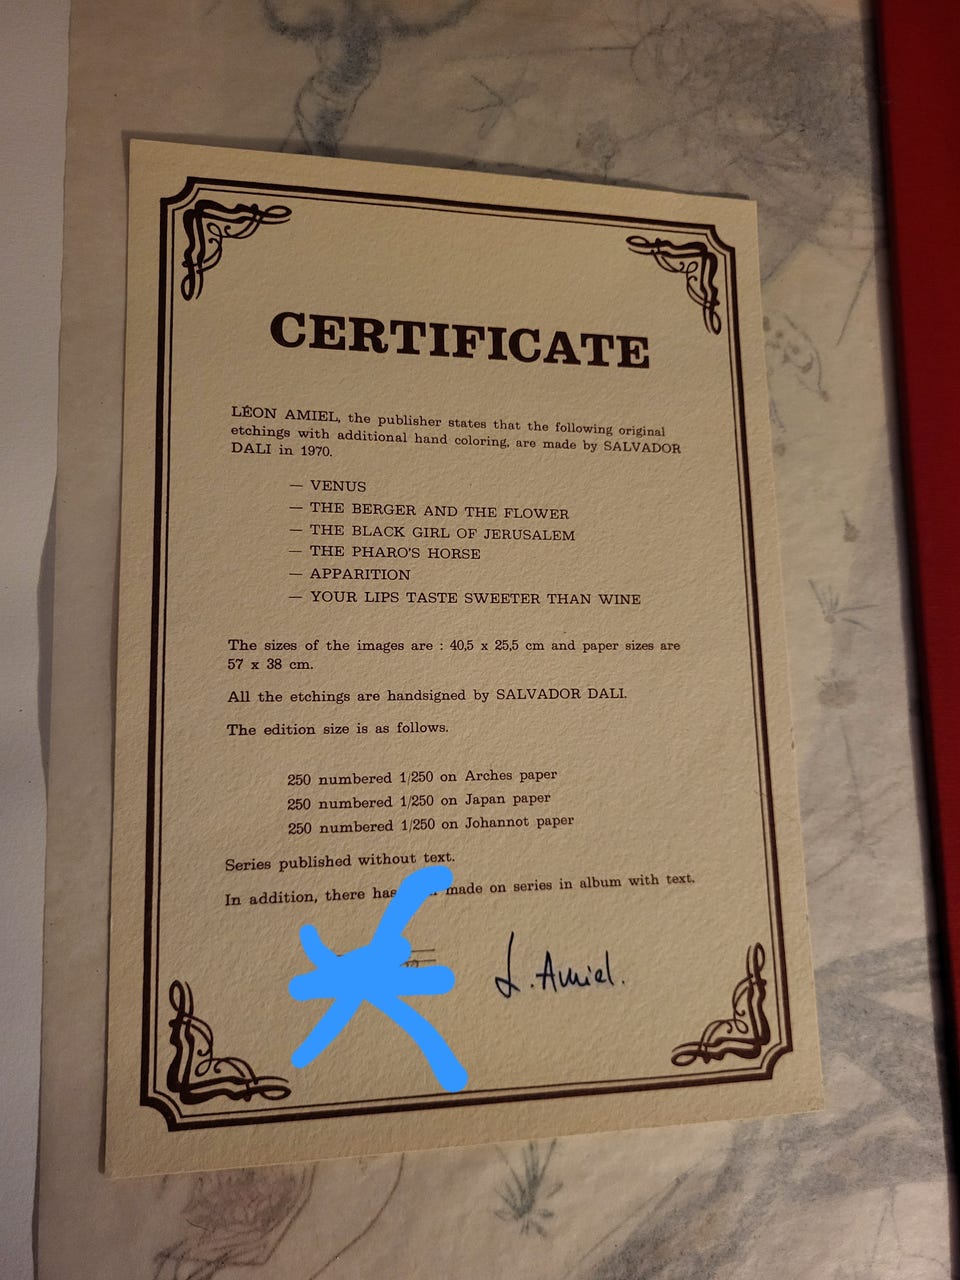 CERTIFICATE
LÉON AMIEL, the publisher states that the following original
etchings with additional hand coloring, are made by SALVADOR
DALI in 1970.
— VENUS
— THE BERGER AND THE FLOWER
— THE BLACK GIRL OF JERUSALEM
— THE PHARO'S HORSE
— APPARITION
— YOUR LIPS TASTE SWEETER THAN WINE
The sizes of the images are : 40,5 x 25,5 cm and paper sizes are
57 x 38 cm.
All the etchings are handsigned by SALVADOR DALI.
The edition size is as follows.
250 numbered 1/250 on Arches paper
250 numbered 1/250 on Japan paper
250 numbered 1/250 on Johannot paper
Series published without text.
In addition, there has made on series in album with text.
L. Amiel.